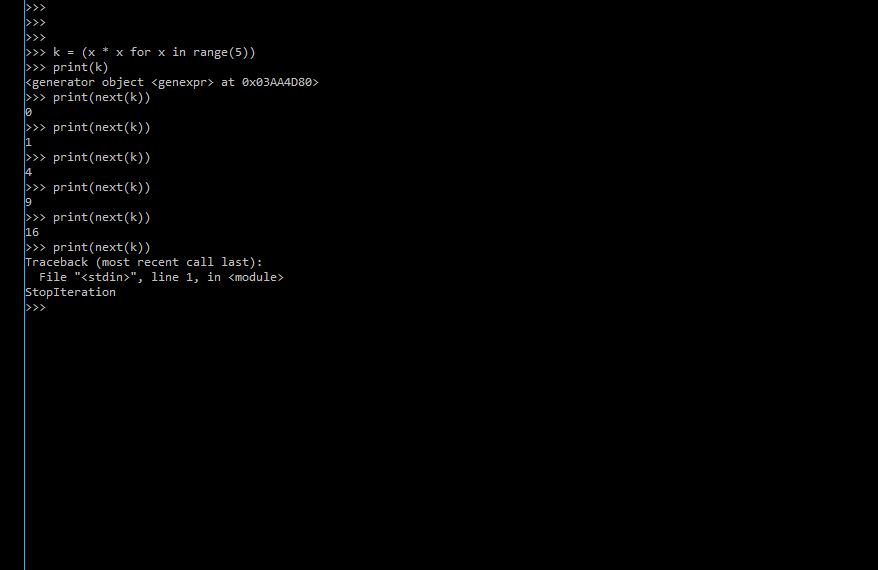 >>>
>>>
>>>
>>> k = (x * x for x in range(5))
>>> print(k)
<generator object <genexpr> at 0x03AA4D80>
>>> print(next(k))
0
>>> print(next(k))
1
>>> print(next(k))
4
>>> print(next(k))
9
>>> print(next(k))
16
>>> print(next(k))
Traceback (most recent call last):
  File "<stdin>", line 1, in <module>
StopIteration
>>>